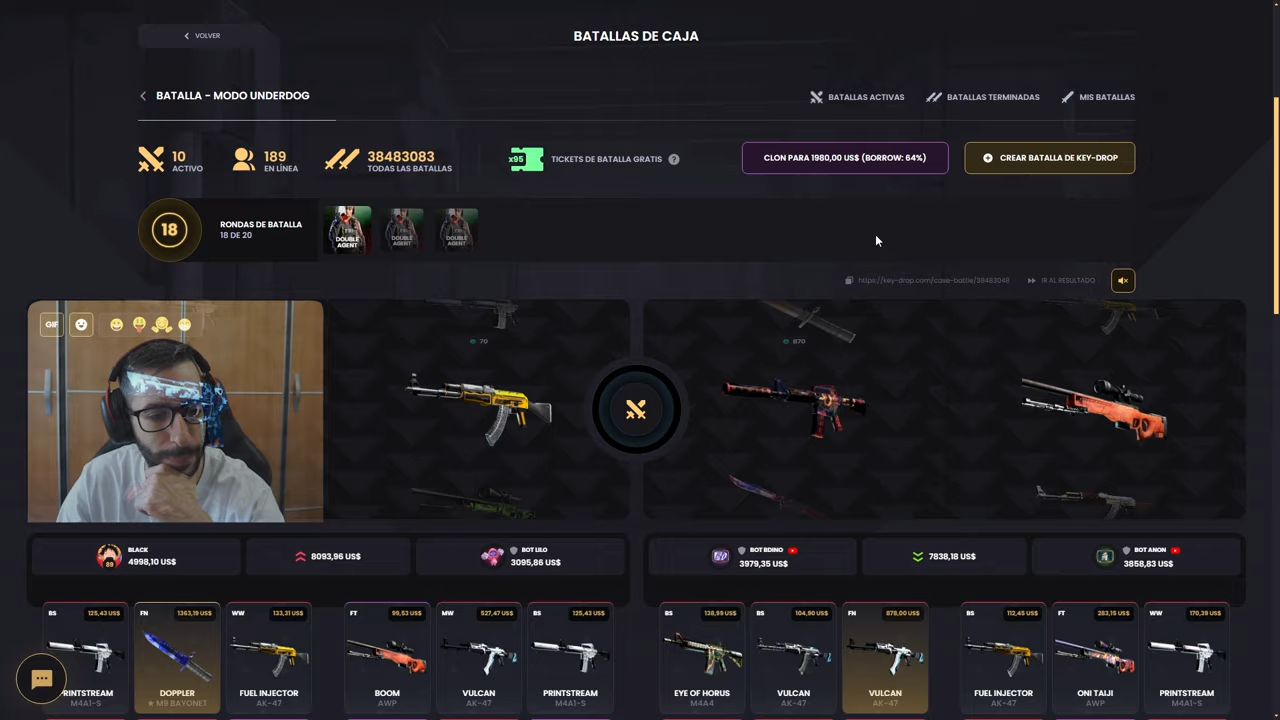 VOLVER
BATALLAS DE CAJA
BATALLA - MODO UNDERDOG
BATALLAS ACTIVAS
BATALLAS TERMINADAS
MIS BATALLAS
10
ACTIVO
189
EN LÍNEA
38483083
TODAS LAS BATALLAS
x95
TICKETS DE BATALLA GRATIS
?
CLON PARA 1980,00 US$ (BORROW: 64%)
CREAR BATALLA DE KEY-DROP
18
RONDAS DE BATALLA
18 DE 20
DOUBLE AGENT
DOUBLE AGENT
DOUBLE AGENT
https://key-drop.com/case-battle/38483048
IR AL RESULTADO
GIF
70
870
89
BLACK
4998,10 US$
8093,96 US$
BOT LILO
3095,86 US$
BOT BDINO
3979,35 US$
7838,18 US$
BOT ANON
3858,83 US$
BS 125,43 US$
FN 1363,19 US$
WW 133,31 US$
FT 99,53 US$
MW 527,47 US$
BS 125,43 US$
BS 138,99 US$
BS 104,90 US$
FN 878,00 US$
BS 112,45 US$
FT 283,15 US$
WW 170,39 US$
RINTSTREAM
M4A1-S
DOPPLER
★ M9 BAYONET
FUEL INJECTOR
AK-47
BOOM
AWP
VULCAN
AK-47
PRINTSTREAM
M4A1-S
EYE OF HORUS
M4A4
VULCAN
AK-47
VULCAN
AK-47
FUEL INJECTOR
AK-47
ONI TAIJI
AWP
PRINTSTREAM
M4A1-S